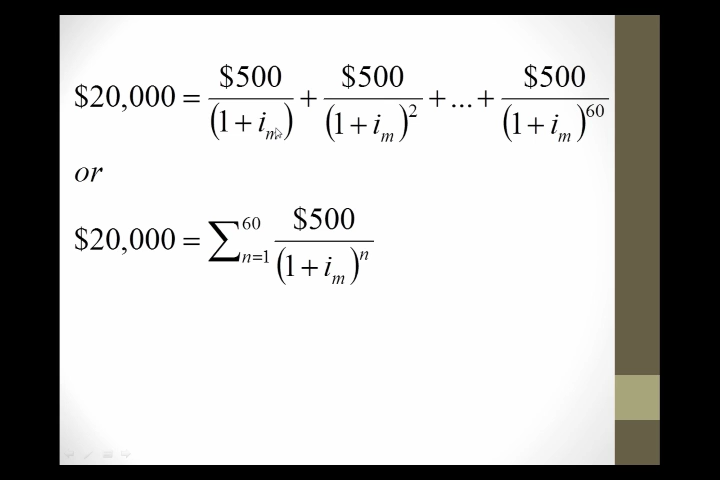 $20,000 = $500/(1 + i_m) + $500/(1 + i_m)^2 + ... + $500/(1 + i_m)^60
or
$20,000 = ∑_{n=1}^{60} $500/(1 + i_m)^n